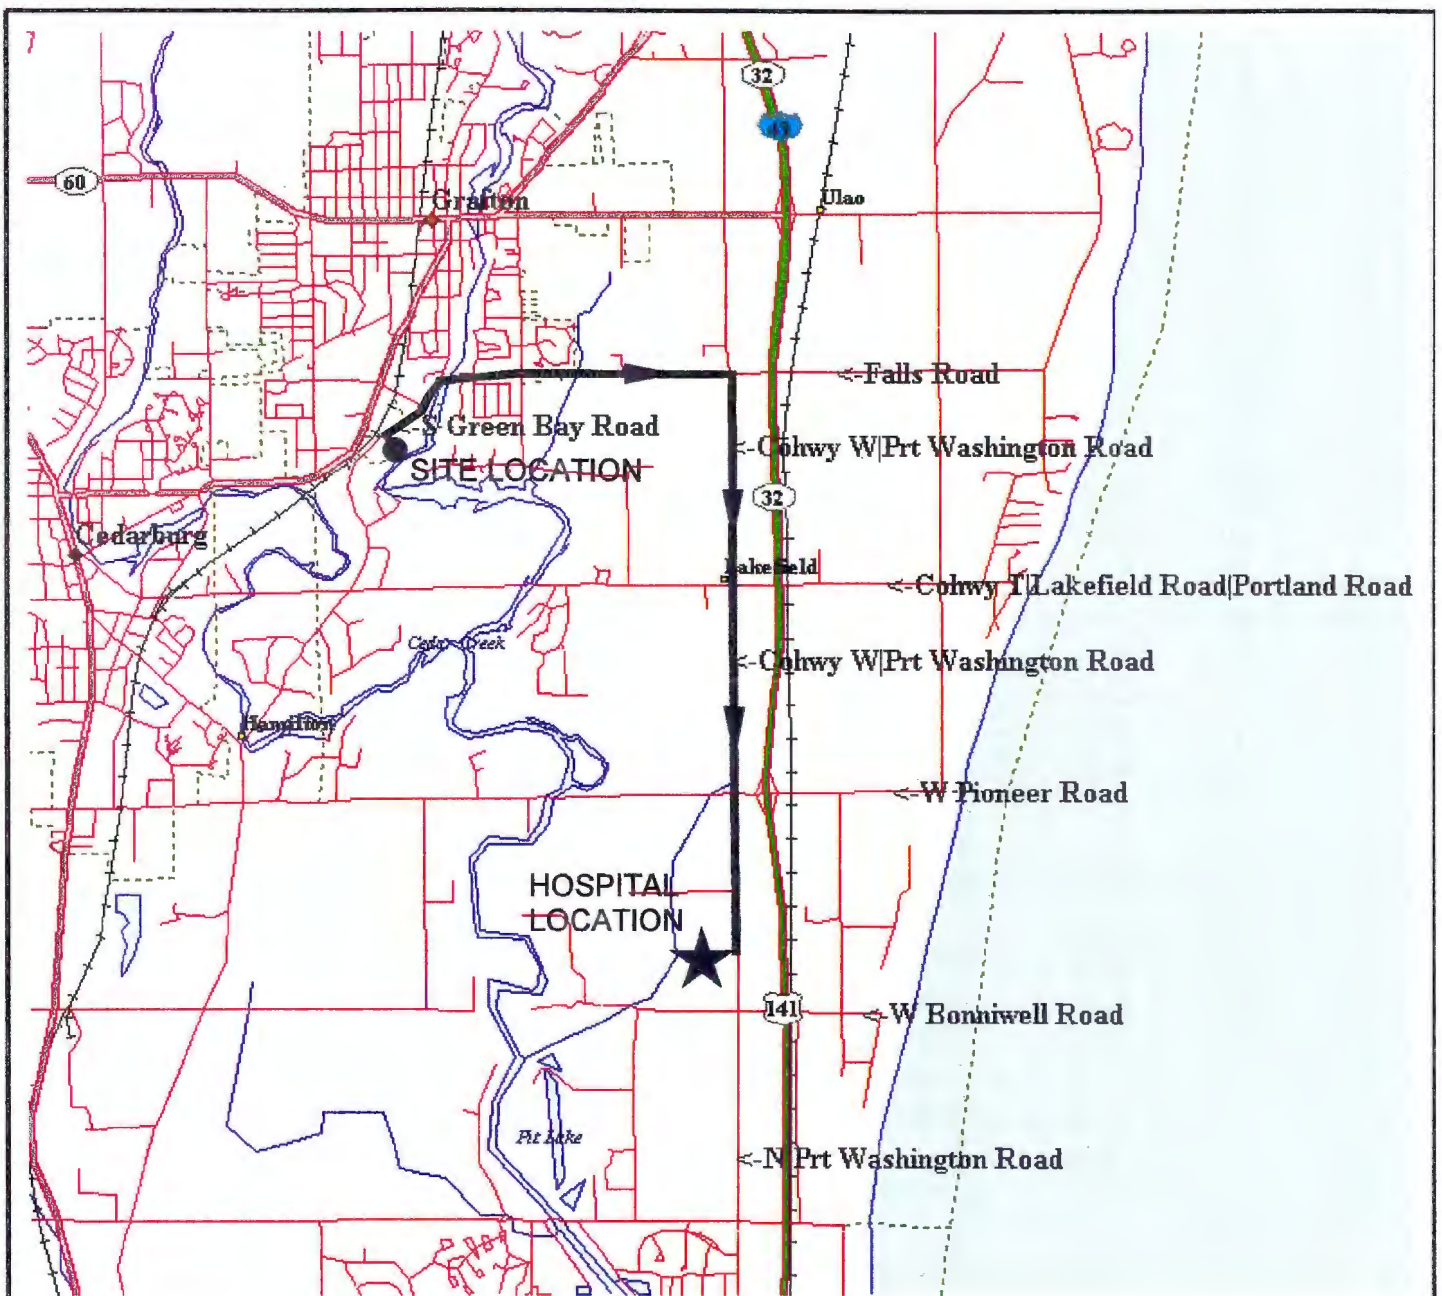 32
43
60
Grafton
Ulao
<-Falls Road
<-S Green Bay Road
<-Cohwy W|Prt Washington Road
SITE LOCATION
32
Cedarburg
Lakefield
<-Cohwy T|Lakefield Road|Portland Road
Cedar Creek
<-Cohwy W|Prt Washington Road
Hamilton
<-W Pioneer Road
HOSPITAL
LOCATION
141
<-W Bonniwell Road
Pit Lake
<-N Prt Washington Road